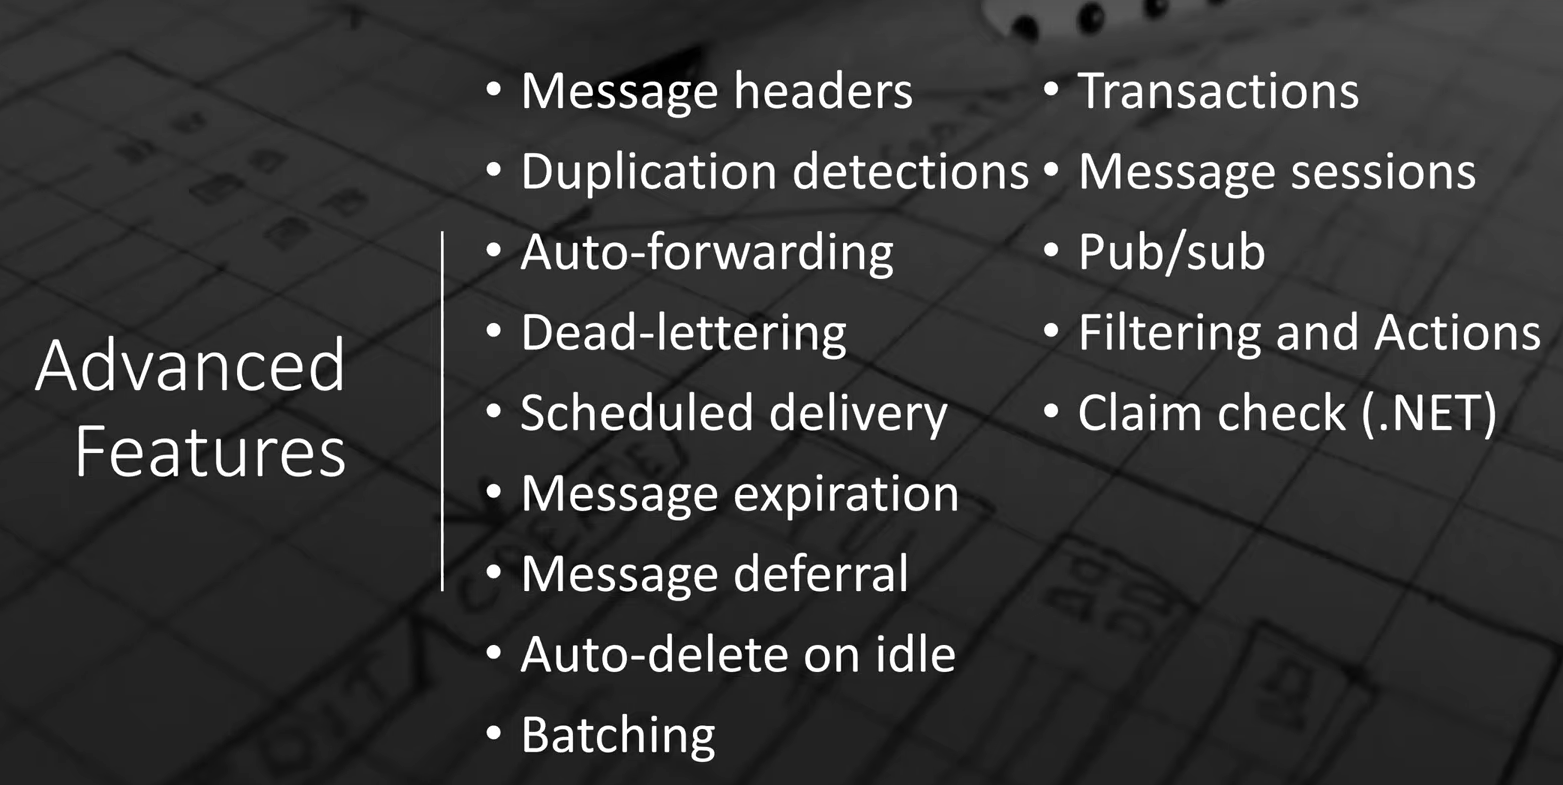 Advanced
Features
• Message headers
• Duplication detections
• Auto-forwarding
• Dead-lettering
• Scheduled delivery
• Message expiration
• Message deferral
• Auto-delete on idle
• Batching
• Transactions
• Message sessions
• Pub/sub
• Filtering and Actions
• Claim check (.NET)
CREATE